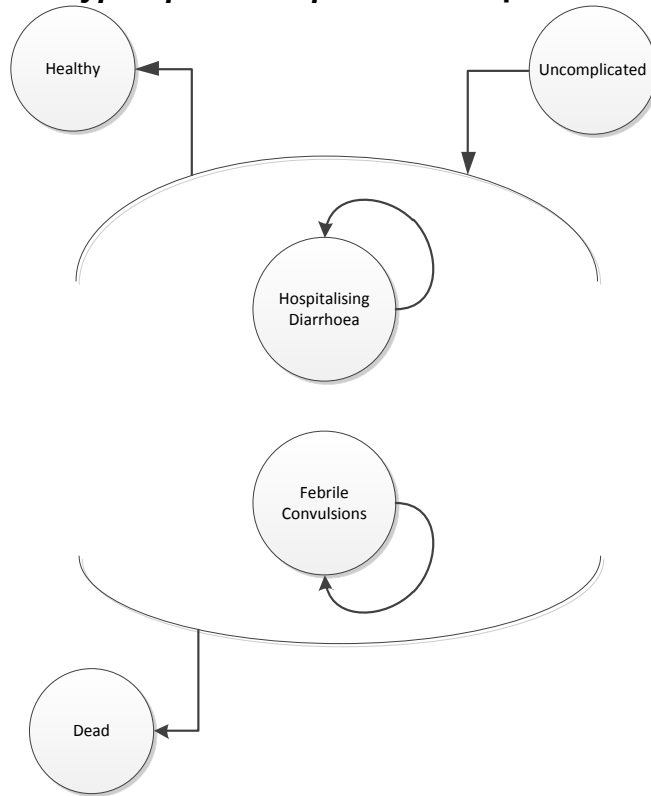 Healthy
Uncomplicated
Hospitalising
Diarrhoea
Febrile
Convulsions
Dead